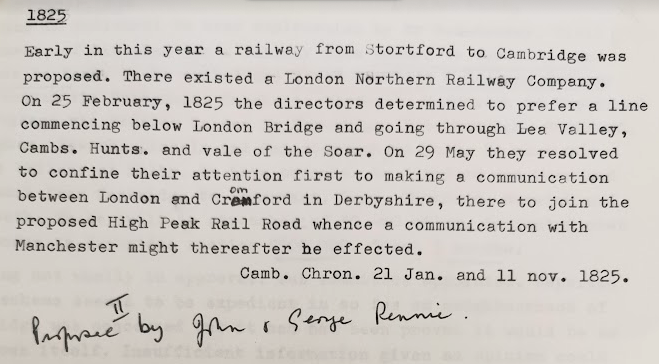 1825
Early in this year a railway from Stortford to Cambridge was
proposed. There existed a London Northern Railway Company.
On 25 February, 1825 the directors determined to prefer a line
commencing below London Bridge and going through Lea Valley,
Cambs. Hunts. and vale of the Soar. On 29 May they resolved
to confine their attention first to making a communication
between London and Cromford in Derbyshire, there to join the
proposed High Peak Rail Road whence a communication with
Manchester might thereafter be effected.
Camb. Chron. 21 Jan. and 11 nov. 1825.
II
Proposed by John & George Rennie.